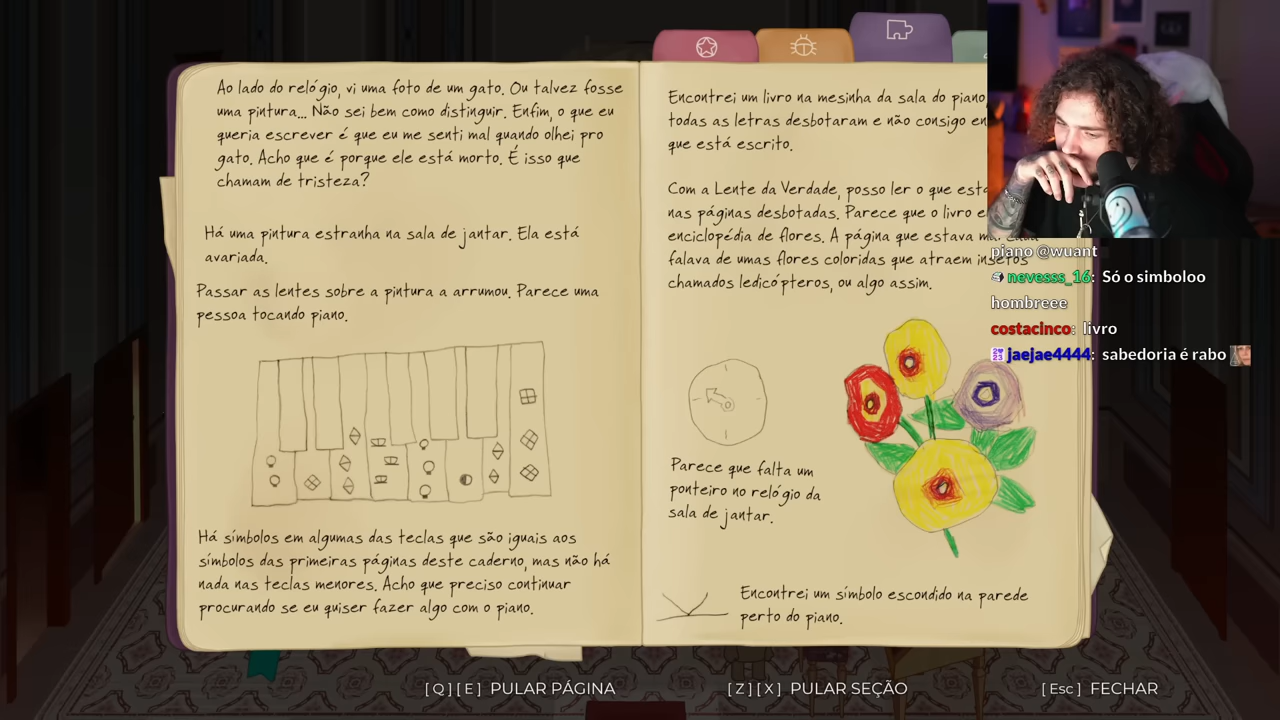 Ao lado do relógio, vi uma foto de um gato. Ou talvez fosse
uma pintura... Não sei bem como distinguir. Enfim, o que eu
queria escrever é que eu me senti mal quando olhei pro
gato. Acho que é porque ele está morto. É isso que
chamam de tristeza?
Há uma pintura estranha na sala de jantar. Ela está
avariada.
Passar as lentes sobre a pintura a arrumou. Parece uma
pessoa tocando piano.
Há símbolos em algumas das teclas que são iguais aos
símbolos das primeiras páginas deste caderno, mas não há
nada nas teclas menores. Acho que preciso continuar
procurando se eu quiser fazer algo com o piano.
Encontrei um livro na mesinha da sala do piano,
todas as letras desbotaram e não consigo
que está escrito.
Com a Lente da Verdade, posso ler o que
nas páginas desbotadas. Parece que o livro
enciclopédia de flores. A página que estava
falava de umas flores coloridas que atraem insetos
chamados ledicópteros, ou algo assim.
Parece que falta um
ponteiro no relógio da
sala de jantar.
Encontrei um símbolo escondido na parede
perto do piano.
piano @wuant
nevesss_16: Só o simboloo
hombreee
costacinco: livro
jaejae4444: sabedoria é rabo
[Q][E] PULAR PÁGINA
[Z][X] PULAR SEÇÃO
[Esc] FECHAR